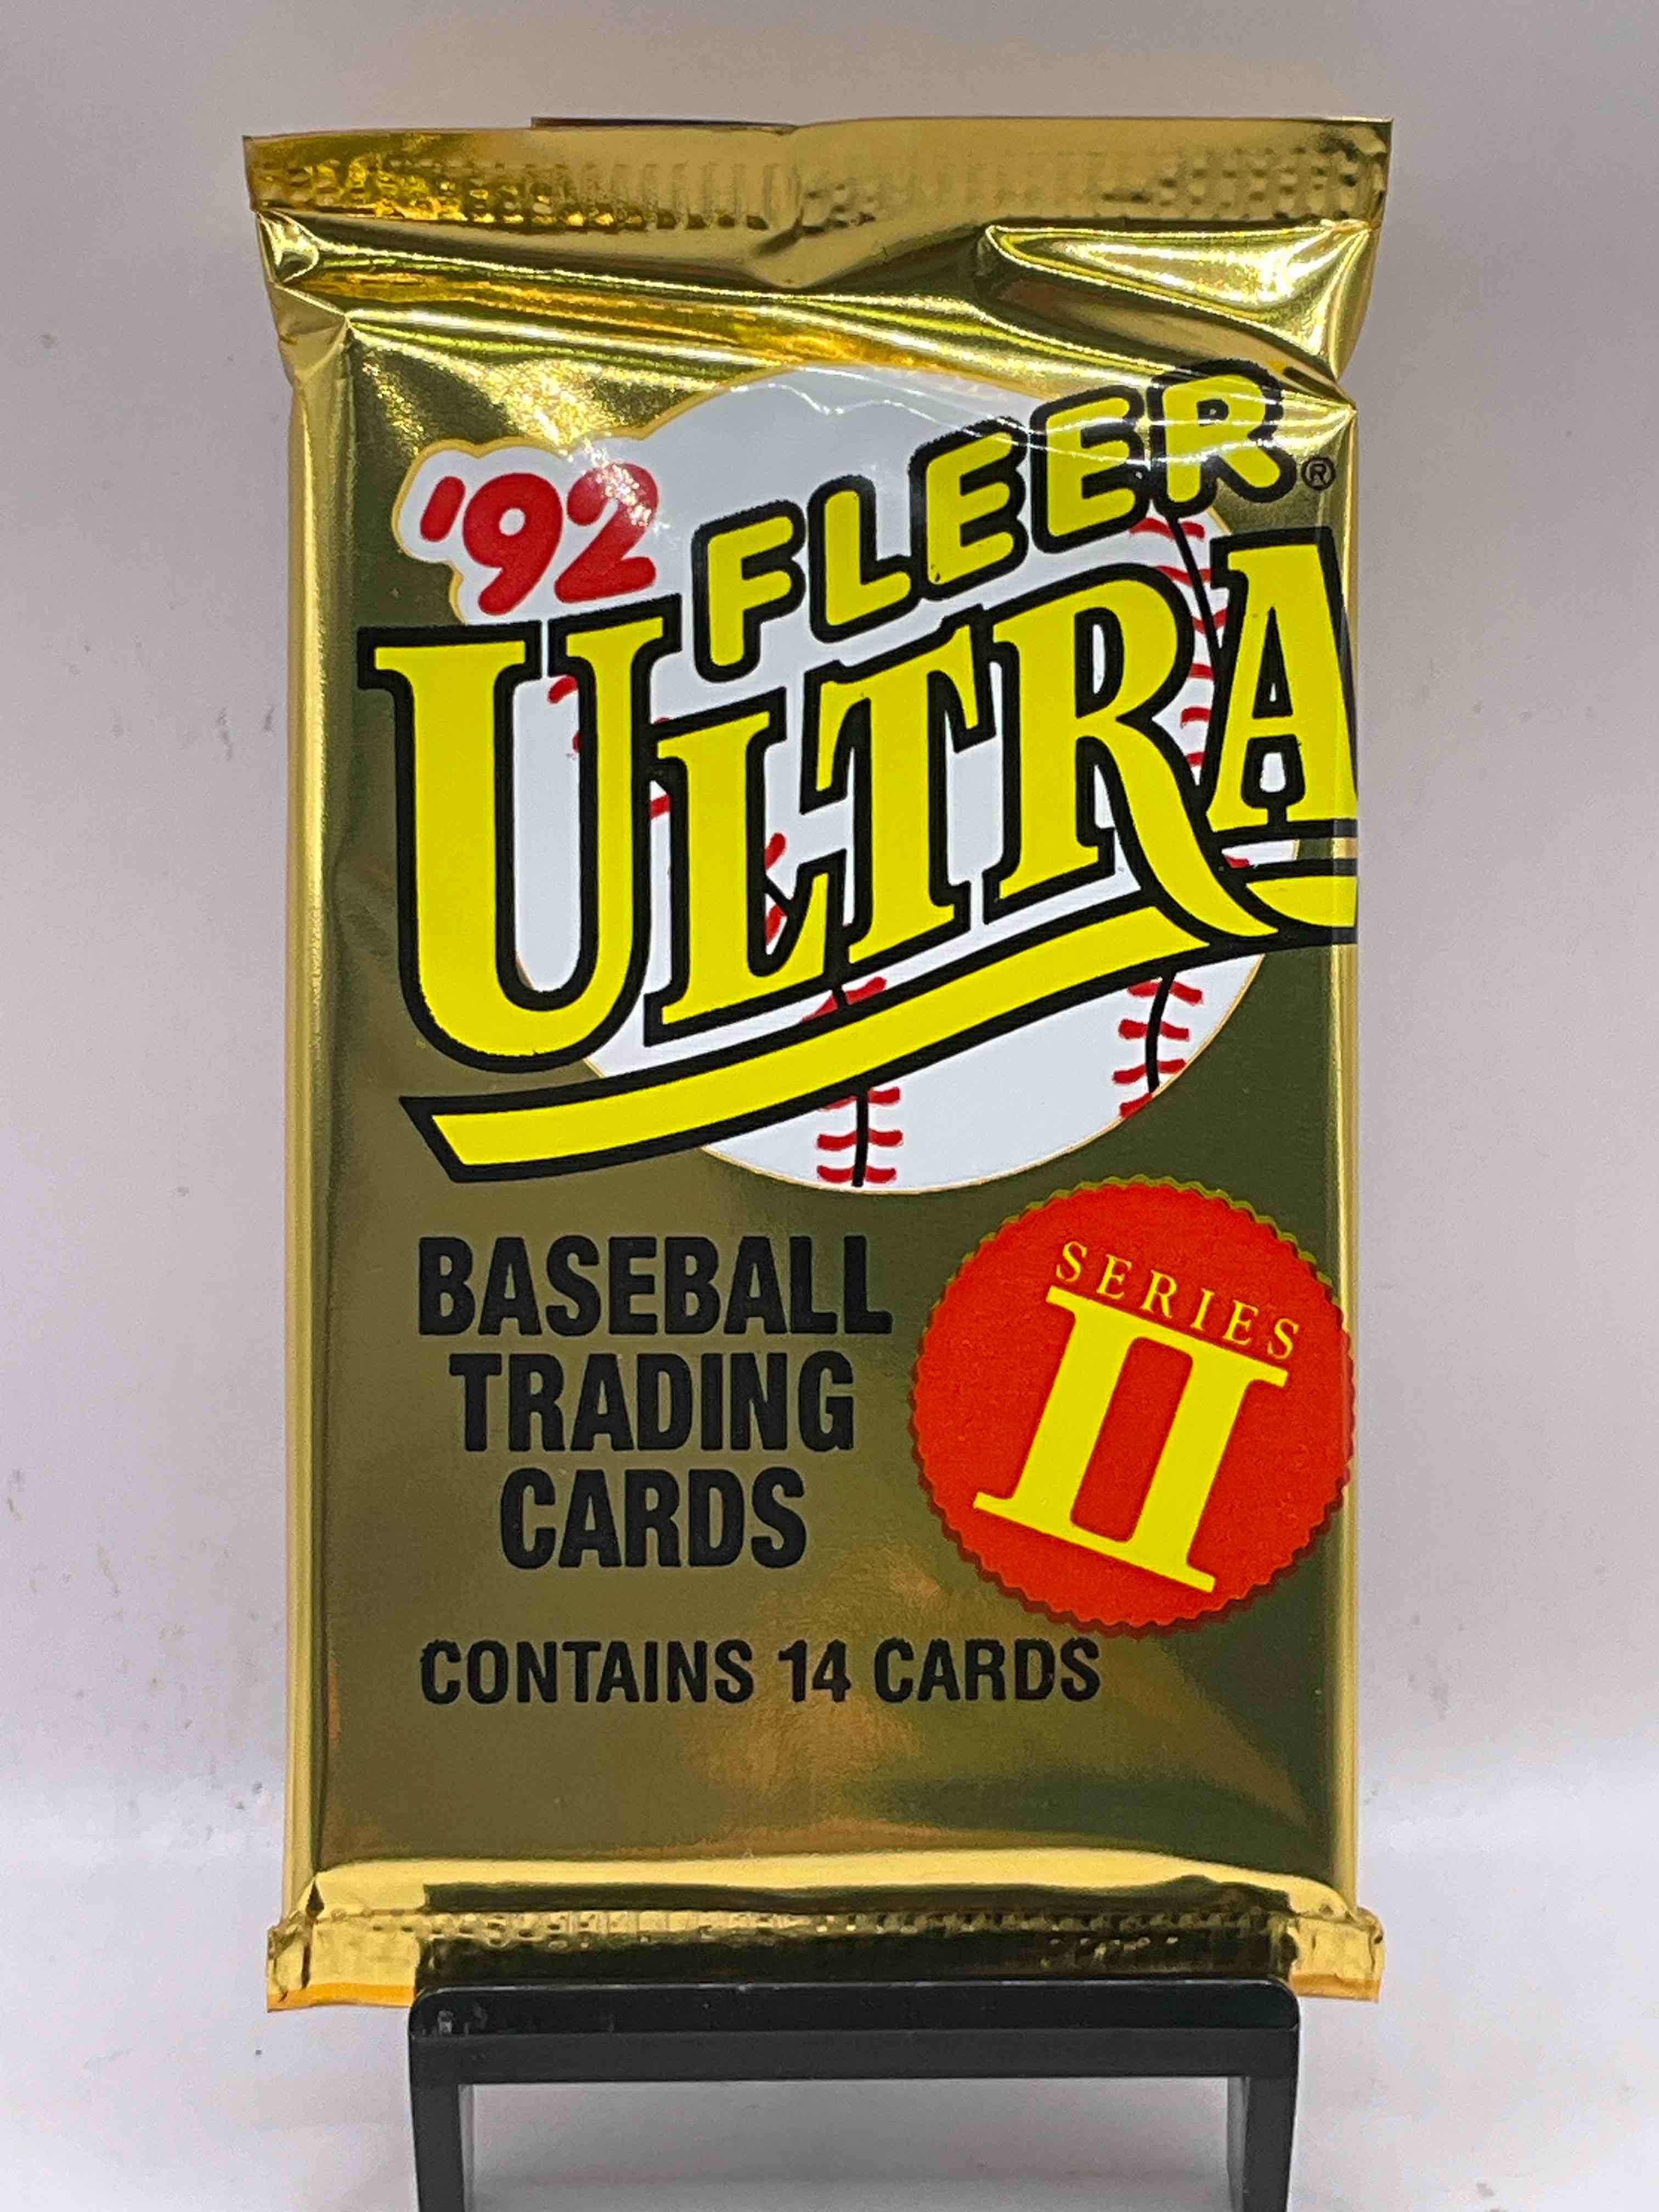 '92 FLEER®
ULTRA
BASEBALL
TRADING
CARDS
SERIES
II
CONTAINS 14 CARDS